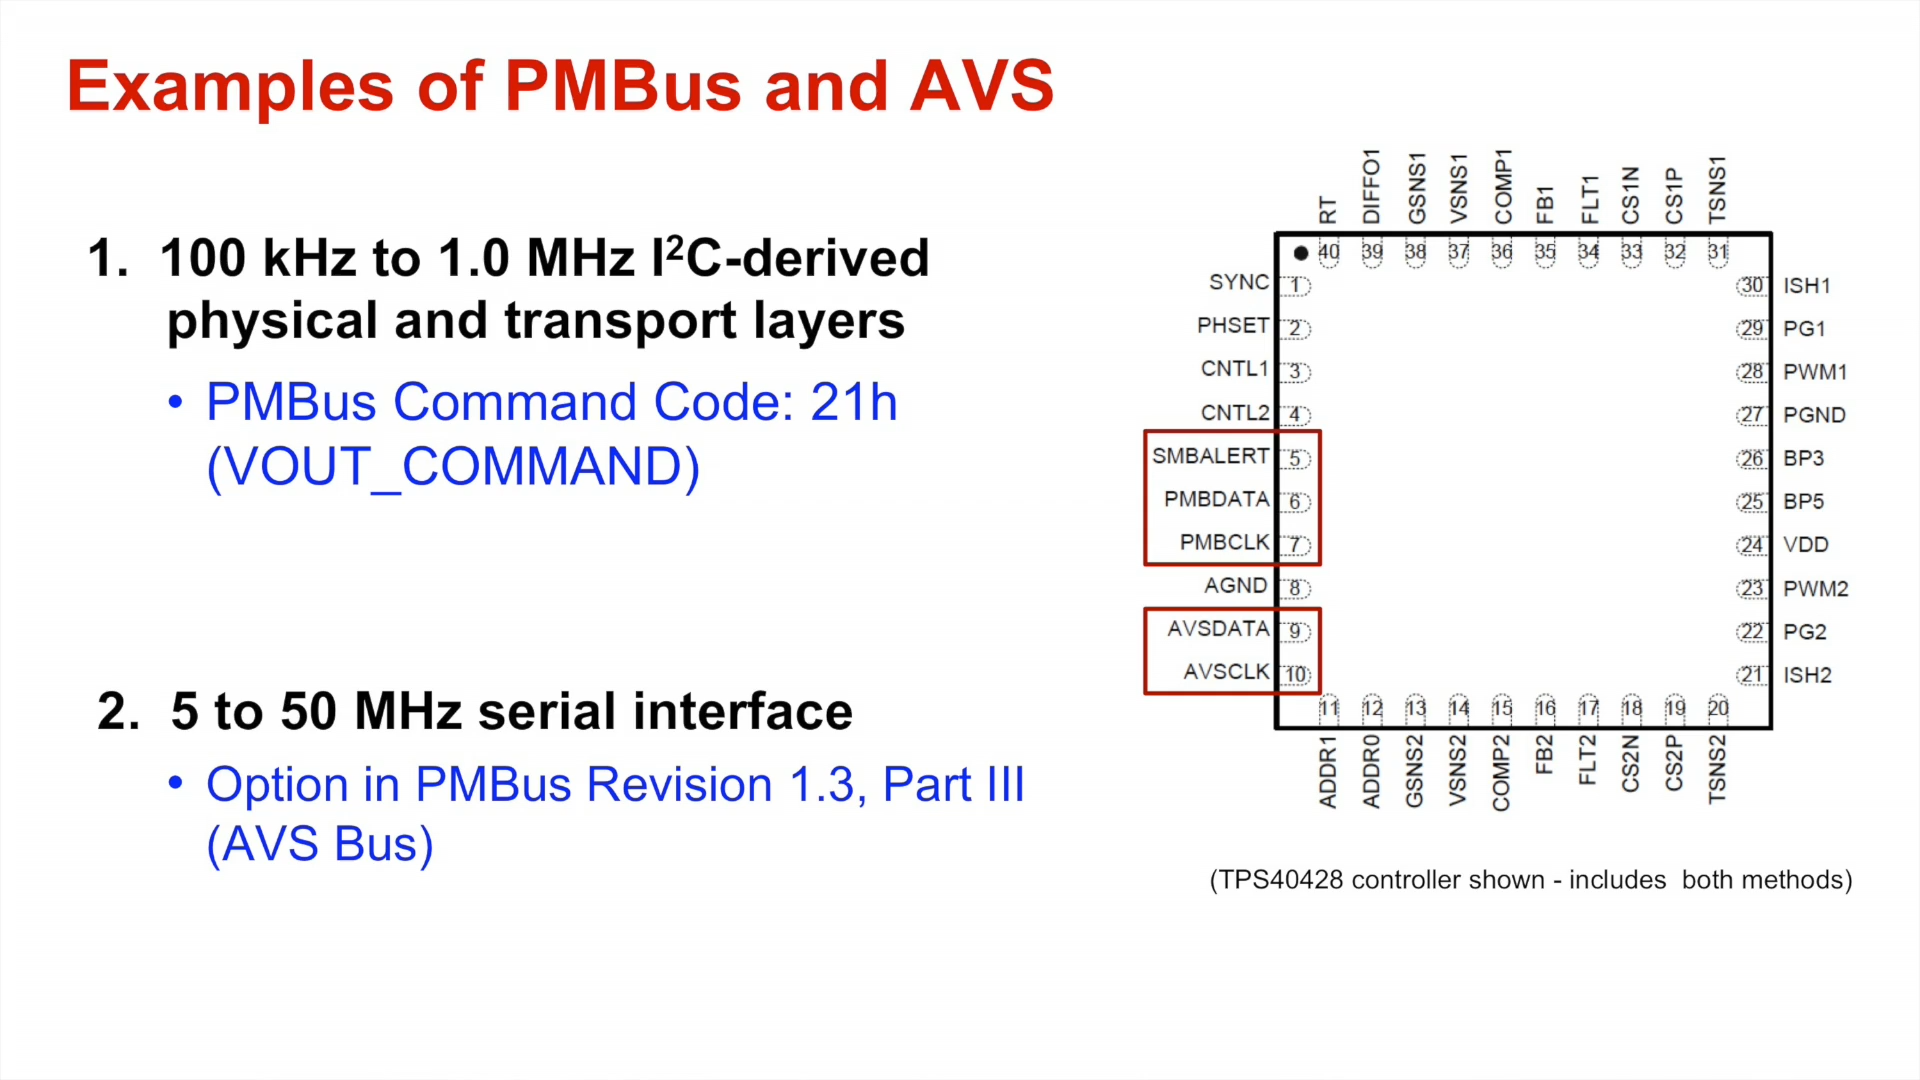 Examples of PMBus and AVS
1. 100 kHz to 1.0 MHz I²C-derived
physical and transport layers
• PMBus Command Code: 21h
(VOUT_COMMAND)
2. 5 to 50 MHz serial interface
• Option in PMBus Revision 1.3, Part III
(AVS Bus)
RT DIFFO1 GSNS1 VSNS1 COMP1 FB1 FLT1 CS1N CS1P TSNS1
40 39 38 37 36 35 34 33 32 31
SYNC 1 30 ISH1
PHSET 2 29 PG1
CNTL1 3 28 PWM1
CNTL2 4 27 PGND
SMBALERT 5 26 BP3
PMBDATA 6 25 BP5
PMBCLK 7 24 VDD
AGND 8 23 PWM2
AVSDATA 9 22 PG2
AVSCLK 10 21 ISH2
11 12 13 14 15 16 17 18 19 20
ADDR1 ADDR0 GSNS2 VSNS2 COMP2 FB2 FLT2 CS2N CS2P TSNS2
(TPS40428 controller shown - includes both methods)